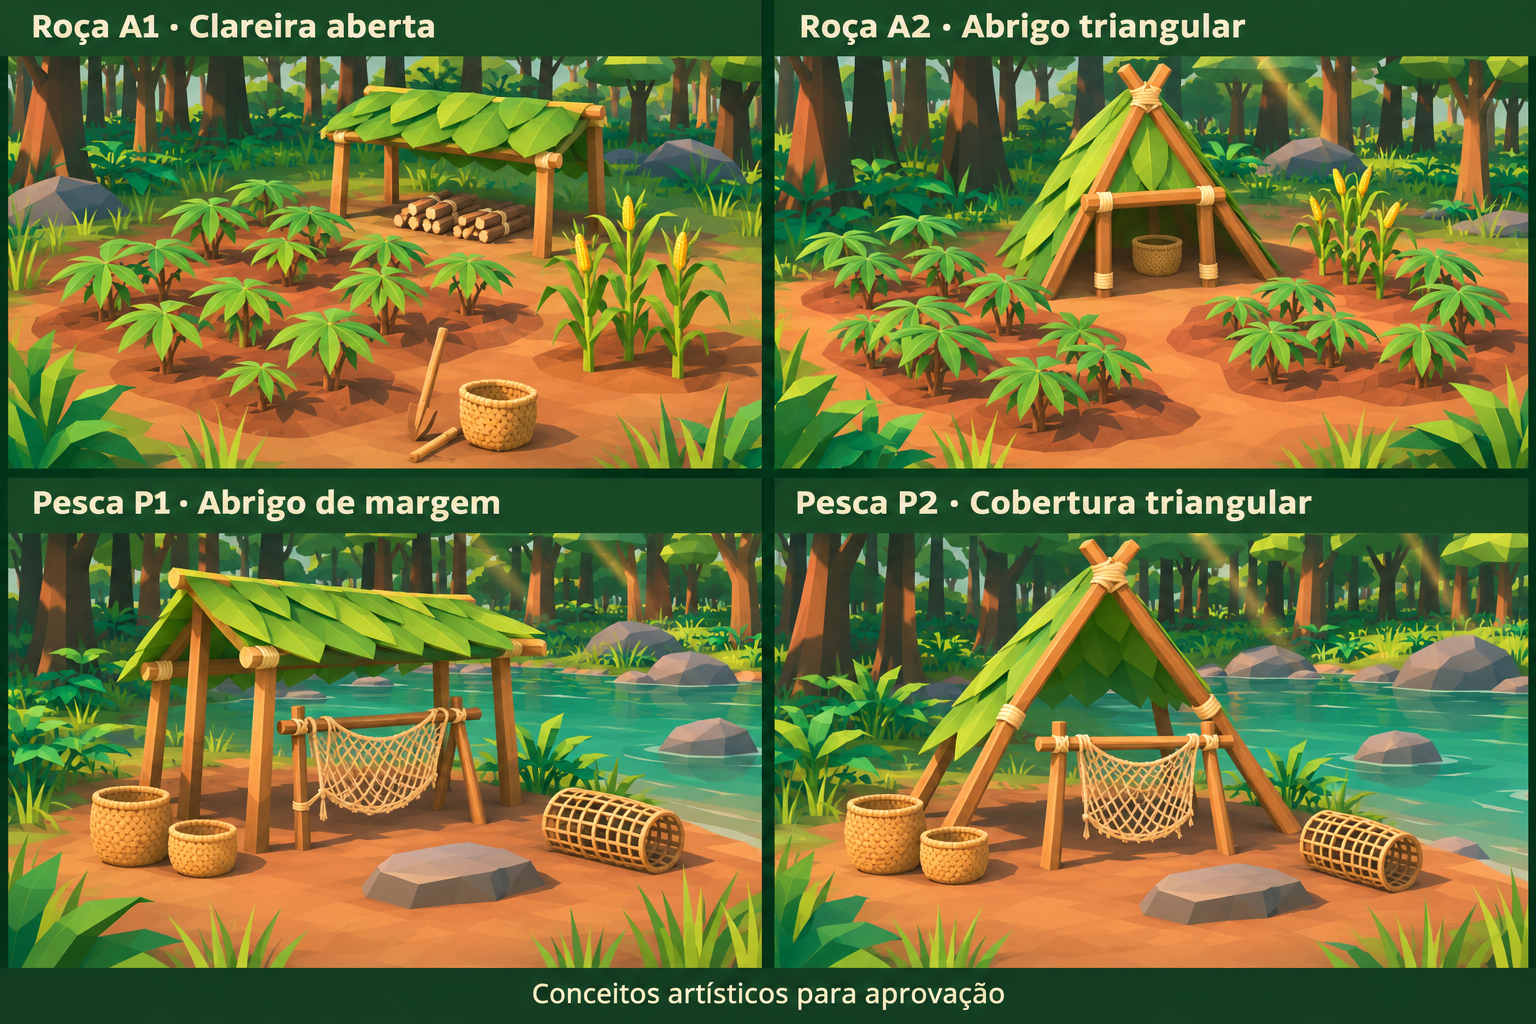 Roça A1 · Clareira aberta
Roça A2 · Abrigo triangular
Pesca P1 · Abrigo de margem
Pesca P2 · Cobertura triangular
Conceitos artísticos para aprovação